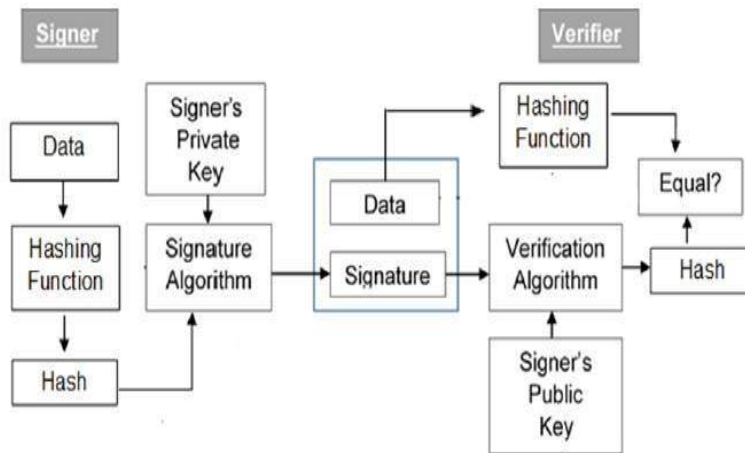 Signer
Verifier
Signer's
Private
Key
Data
Hashing
Function
Hash
Signature
Algorithm
Data
Signature
Hashing
Function
Equal?
Verification
Algorithm
Hash
Signer's
Public
Key